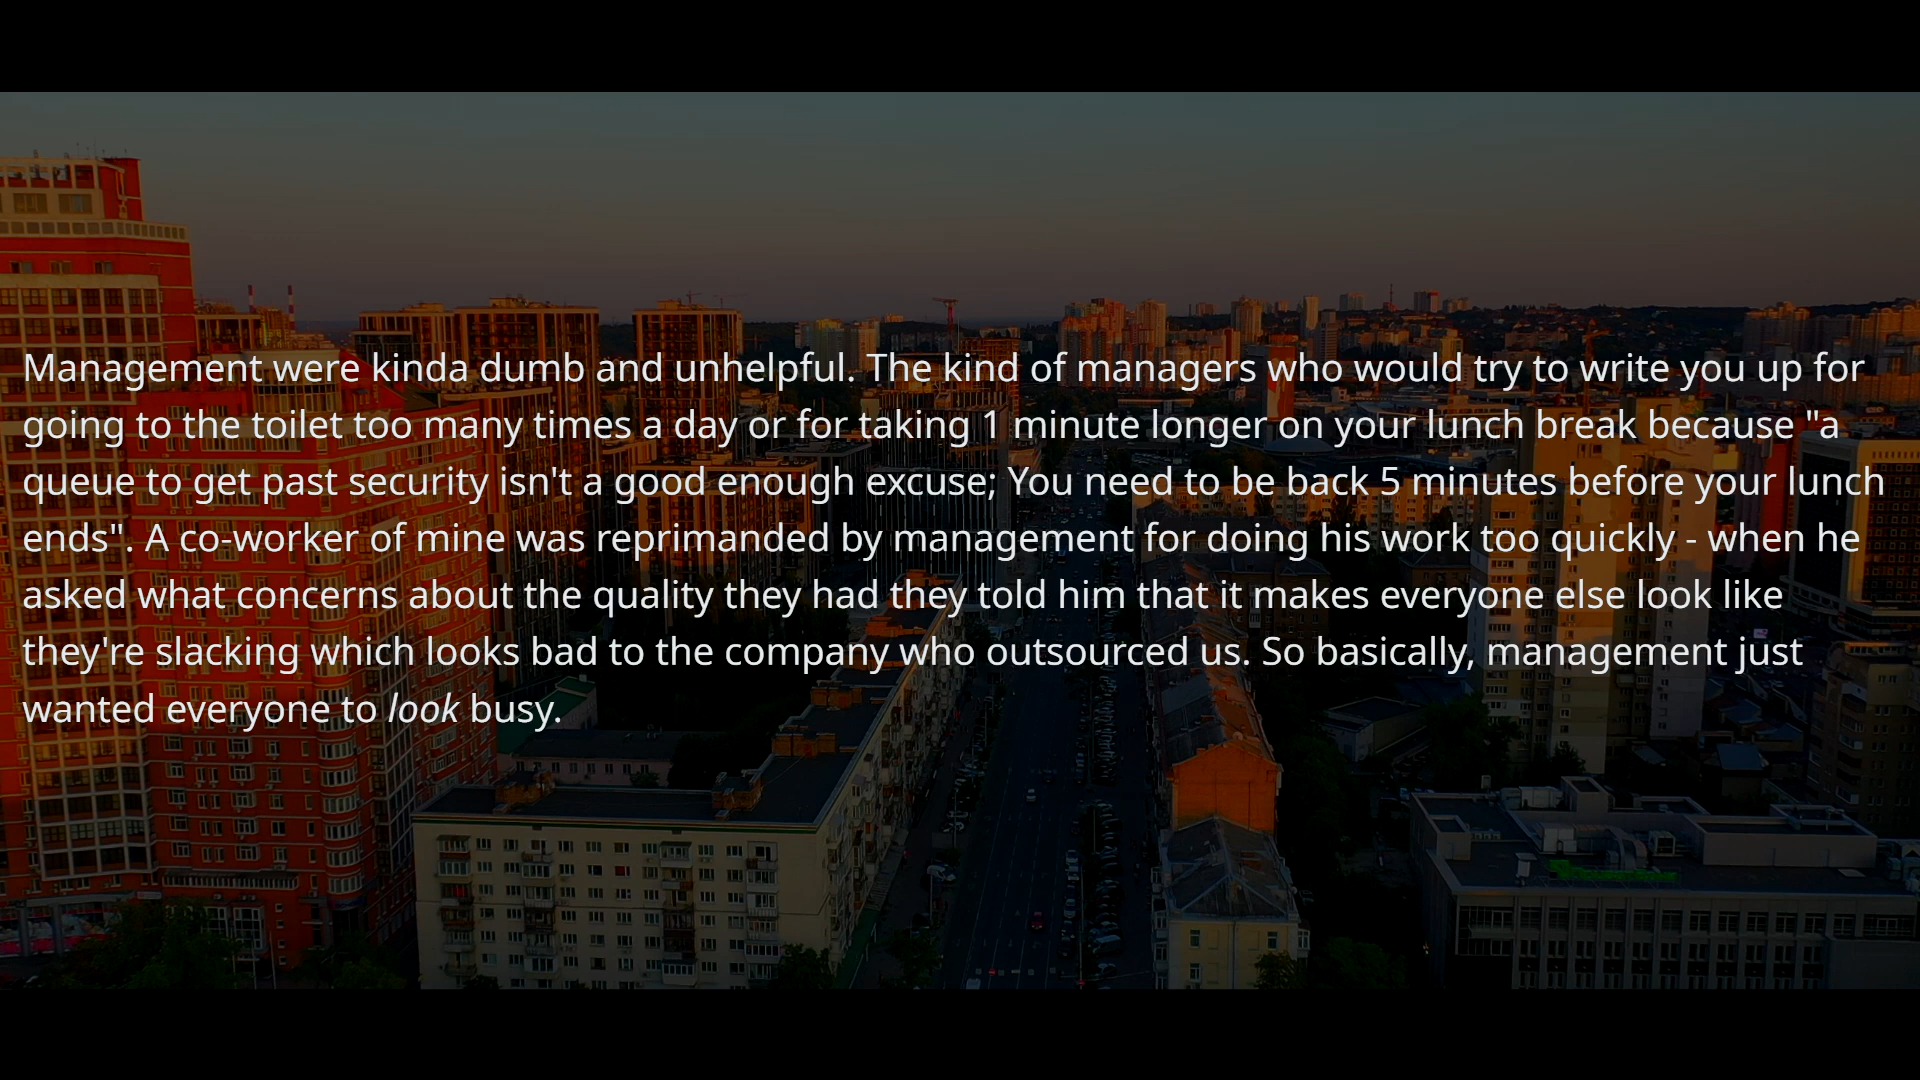 Management were kinda dumb and unhelpful. The kind of managers who would try to write you up for
going to the toilet too many times a day or for taking 1 minute longer on your lunch break because "a
queue to get past security isn't a good enough excuse; You need to be back 5 minutes before your lunch
ends". A co-worker of mine was reprimanded by management for doing his work too quickly - when he
asked what concerns about the quality they had they told him that it makes everyone else look like
they're slacking which looks bad to the company who outsourced us. So basically, management just
wanted everyone to look busy.